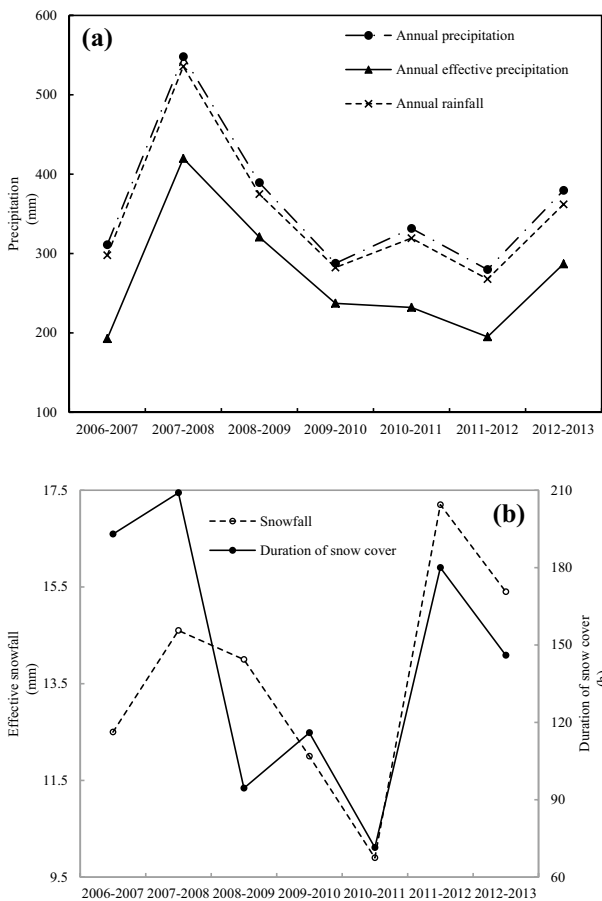 600
(a)
Annual precipitation
500
Annual effective precipitation
Annual rainfall
400
Precipitation
(mm)
300
200
100
2006-2007 2007-2008 2008-2009 2009-2010 2010-2011 2011-2012 2012-2013
17.5 210
(b)
Snowfall
Duration of snow cover
15.5 180
Effective snowfall
(mm)
13.5 150
Duration of snow cover
(h)
120
11.5
90
9.5 60
2006-2007 2007-2008 2008-2009 2009-2010 2010-2011 2011-2012 2012-2013